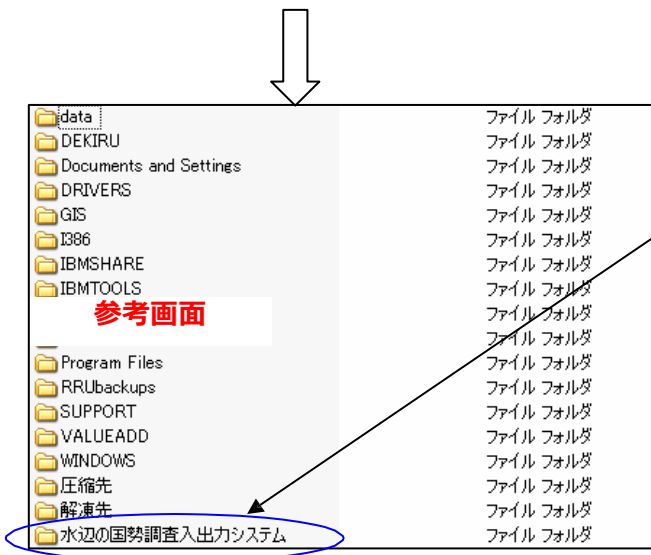 data ファイル フォルダ
DEKIRU ファイル フォルダ
Documents and Settings ファイル フォルダ
DRIVERS ファイル フォルダ
GIS ファイル フォルダ
I386 ファイル フォルダ
IBMSHARE ファイル フォルダ
IBMTOOLS ファイル フォルダ
参考画面 ファイル フォルダ
ファイル フォルダ
Program Files ファイル フォルダ
RRUbackups ファイル フォルダ
SUPPORT ファイル フォルダ
VALUEADD ファイル フォルダ
WINDOWS ファイル フォルダ
圧縮先 ファイル フォルダ
解凍先 ファイル フォルダ
水辺の国勢調査入出力システム ファイル フォルダ